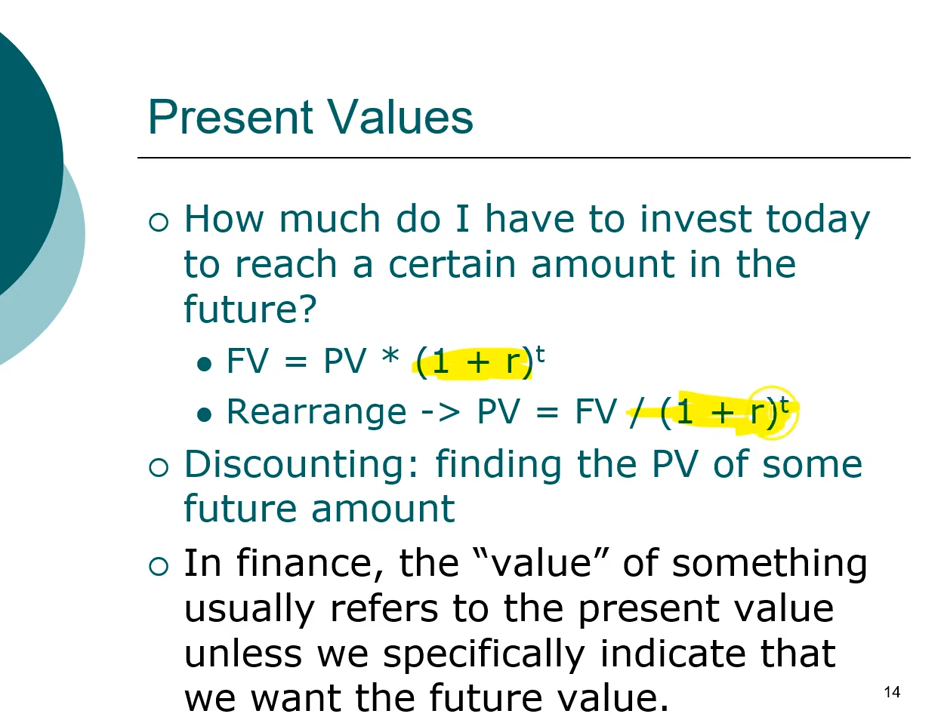 Present Values
How much do I have to invest today
to reach a certain amount in the
future?
FV = PV * (1 + r)ᵗ
Rearrange -> PV = FV / (1 + r)ᵗ
Discounting: finding the PV of some
future amount
In finance, the “value” of something
usually refers to the present value
unless we specifically indicate that
we want the future value.
14